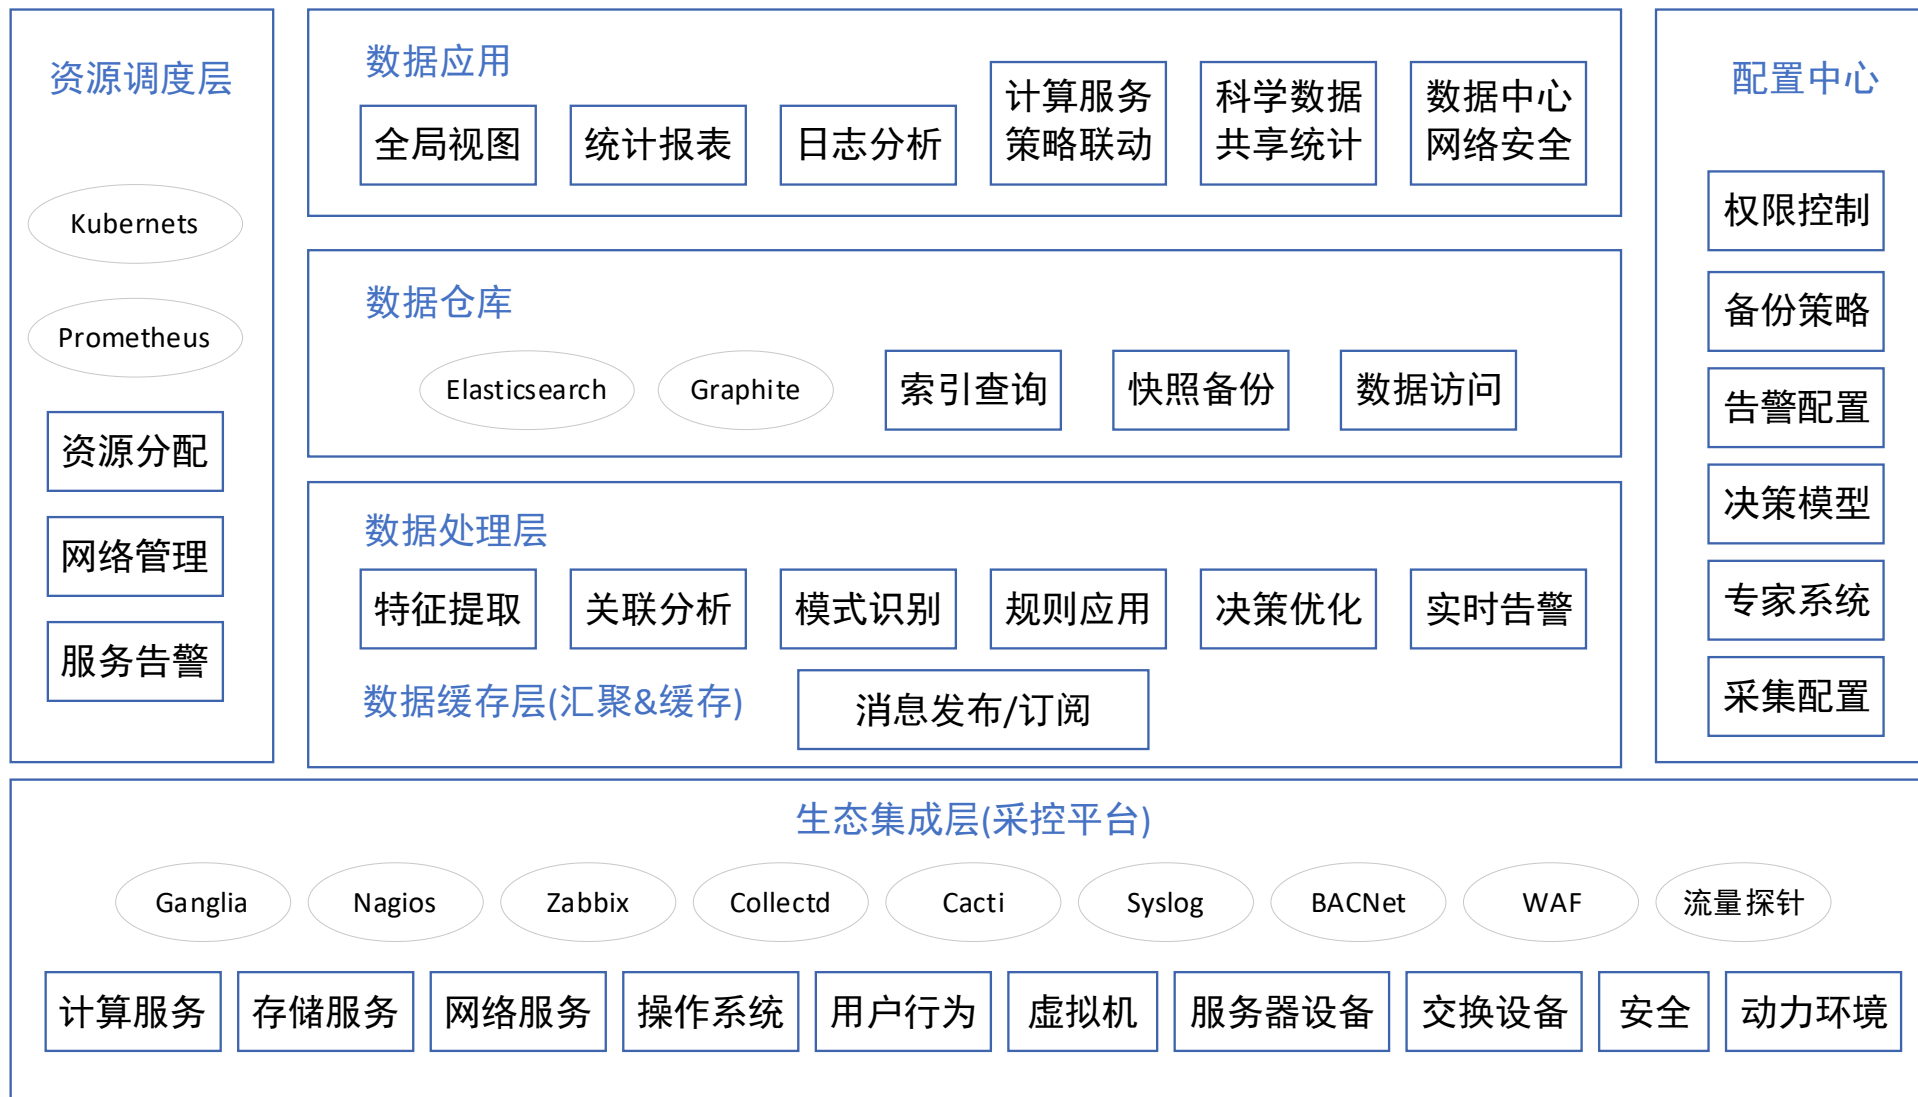 资源调度层
Kubernets
Prometheus
资源分配
网络管理
服务告警
数据应用
全局视图
统计报表
日志分析
计算服务
策略联动
科学数据
共享统计
数据中心
网络安全
数据仓库
Elasticsearch
Graphite
索引查询
快照备份
数据访问
数据处理层
特征提取
关联分析
模式识别
规则应用
决策优化
实时告警
数据缓存层(汇聚&缓存)
消息发布/订阅
配置中心
权限控制
备份策略
告警配置
决策模型
专家系统
采集配置
生态集成层(采控平台)
Ganglia
Nagios
Zabbix
Collectd
Cacti
Syslog
BACNet
WAF
流量探针
计算服务
存储服务
网络服务
操作系统
用户行为
虚拟机
服务器设备
交换设备
安全
动力环境